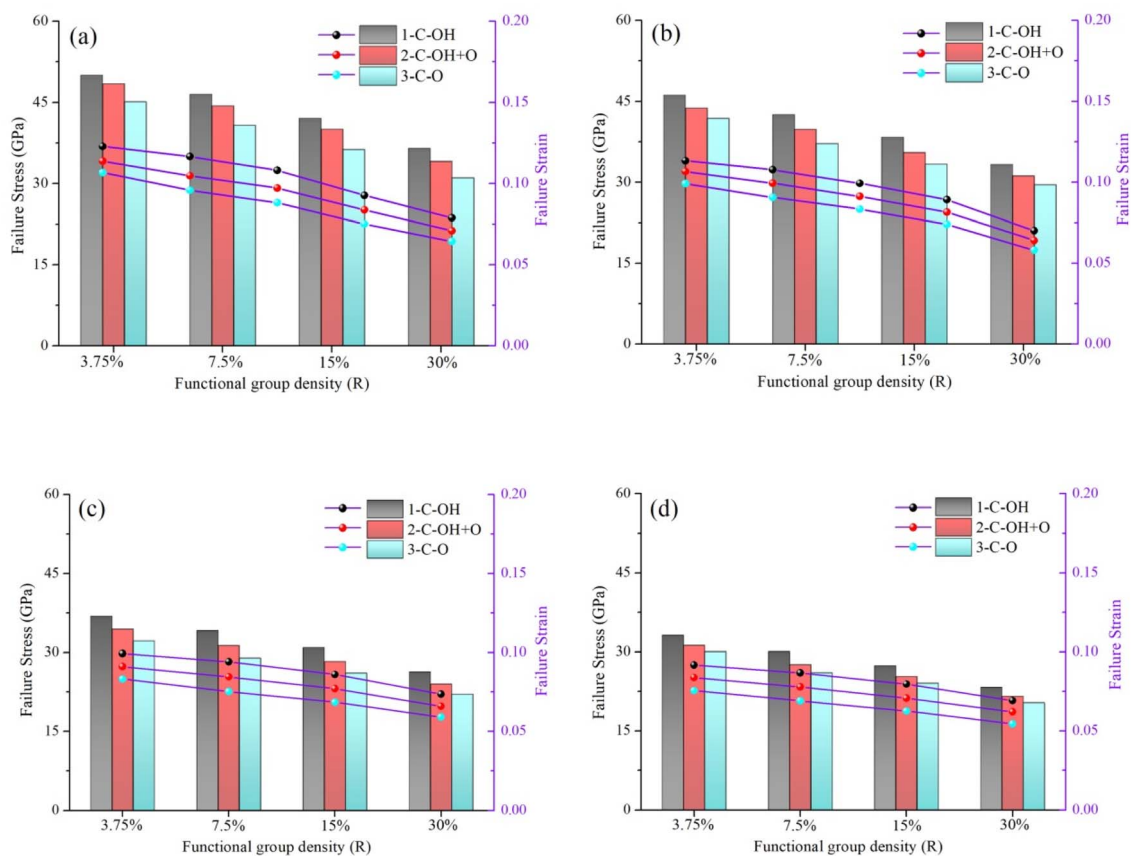 (a)
1-C-OH
2-C-OH+O
3-C-O
60
45
30
15
0
0.20
0.15
0.10
0.05
0.00
Failure Stress (GPa)
Failure Strain
3.75% 7.5% 15% 30%
Functional group density (R)
(b)
1-C-OH
2-C-OH+O
3-C-O
60
45
30
15
0
0.20
0.15
0.10
0.05
0.00
Failure Stress (GPa)
Failure Strain
3.75% 7.5% 15% 30%
Functional group density (R)
(c)
1-C-OH
2-C-OH+O
3-C-O
60
45
30
15
0
0.20
0.15
0.10
0.05
0.00
Failure Stress (GPa)
Failure Strain
3.75% 7.5% 15% 30%
Functional group density (R)
(d)
1-C-OH
2-C-OH+O
3-C-O
60
45
30
15
0
0.20
0.15
0.10
0.05
0.00
Failure Stress (GPa)
Failure Strain
3.75% 7.5% 15% 30%
Functional group density (R)